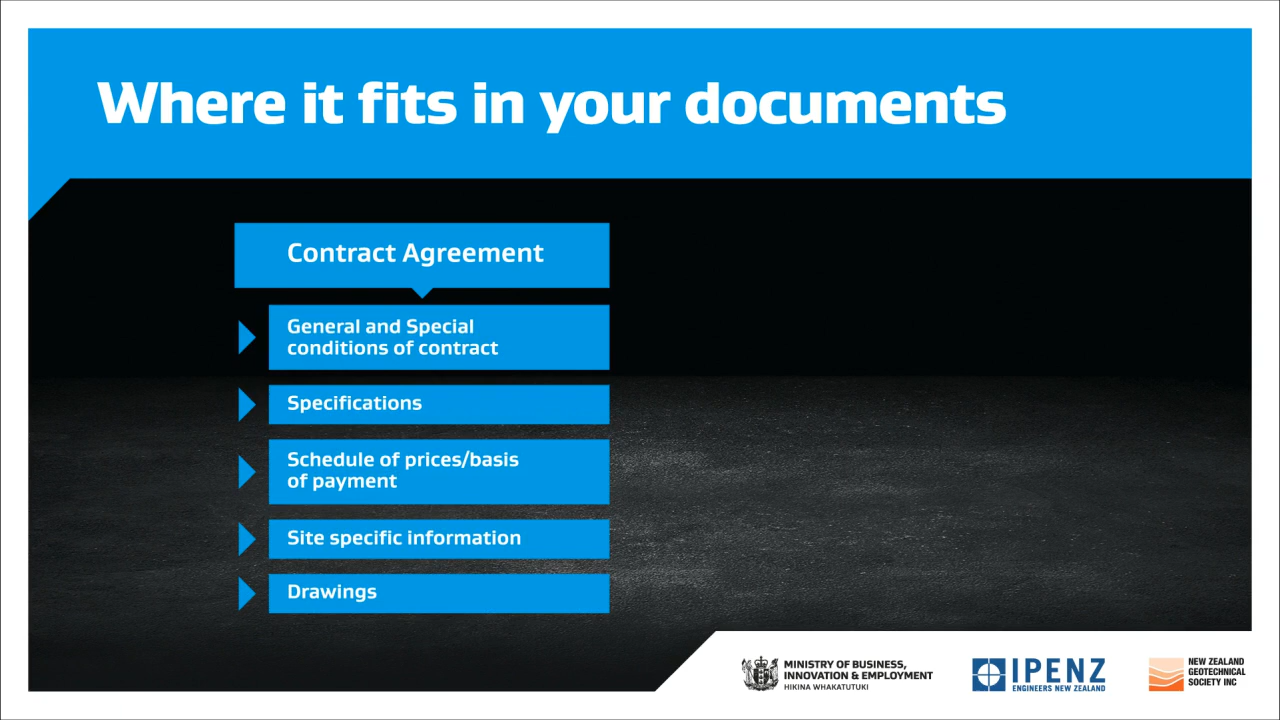 Where it fits in your documents
Contract Agreement
General and Special
conditions of contract
Specifications
Schedule of prices/basis
of payment
Site specific information
Drawings
MINISTRY OF BUSINESS,
INNOVATION & EMPLOYMENT
HIKINA WHAKATUTUKI
IPENZ
ENGINEERS NEW ZEALAND
NEW ZEALAND
GEOTECHNICAL
SOCIETY INC